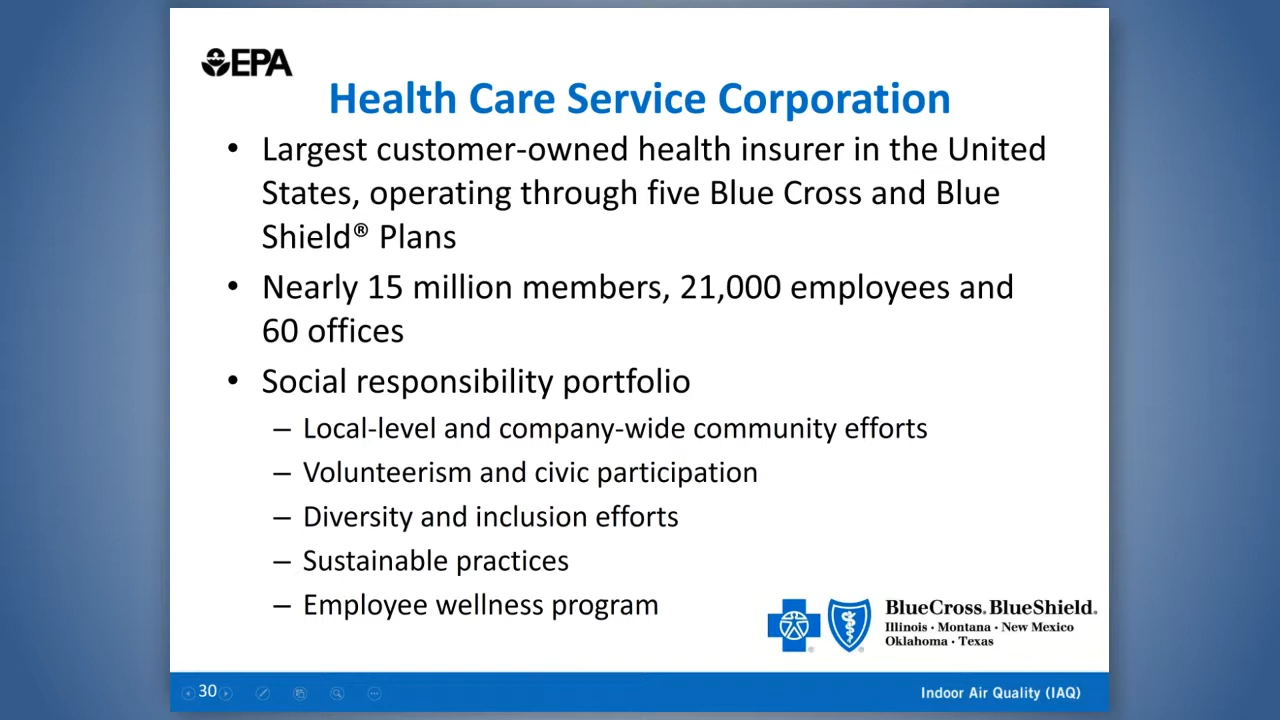 EPA
Health Care Service Corporation
• Largest customer-owned health insurer in the United
States, operating through five Blue Cross and Blue
Shield® Plans
• Nearly 15 million members, 21,000 employees and
60 offices
• Social responsibility portfolio
– Local-level and company-wide community efforts
– Volunteerism and civic participation
– Diversity and inclusion efforts
– Sustainable practices
– Employee wellness program
BlueCross. BlueShield.
Illinois · Montana · New Mexico
Oklahoma · Texas
30
Indoor Air Quality (IAQ)